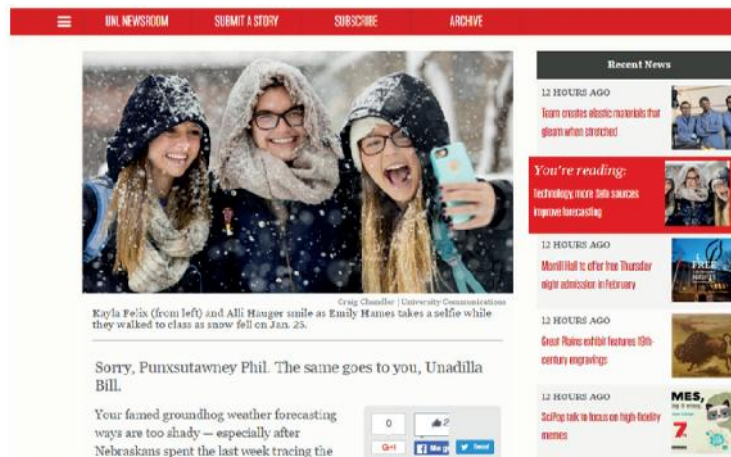 UNL NEWSROOM SUBMIT A STORY SUBSCRIBE ARCHIVE
Craig Chandler | University Communications
Kayla Felix (from left) and Alli Hauger smile as Emily Hames takes a selfie while
they walked to class as snow fell on Jan. 25.
Sorry, Punxsutawney Phil. The same goes to you, Unadilla
Bill.
Your famed groundhog weather forecasting
ways are too shady — especially after
Nebraskans spent the last week tracing the
0
2
G+1
Tweet
Recent News
12 HOURS AGO
Team creates elastic materials that
gleam when stretched
You're reading:
Technology, more data sources
improve forecasting
12 HOURS AGO
Morrill Hall to offer free Thursday
night admission in February
FREE
12 HOURS AGO
Great Plains exhibit features 19th-
century engravings
12 HOURS AGO
SciPop talk to focus on high-fidelity
memes
MES,
7